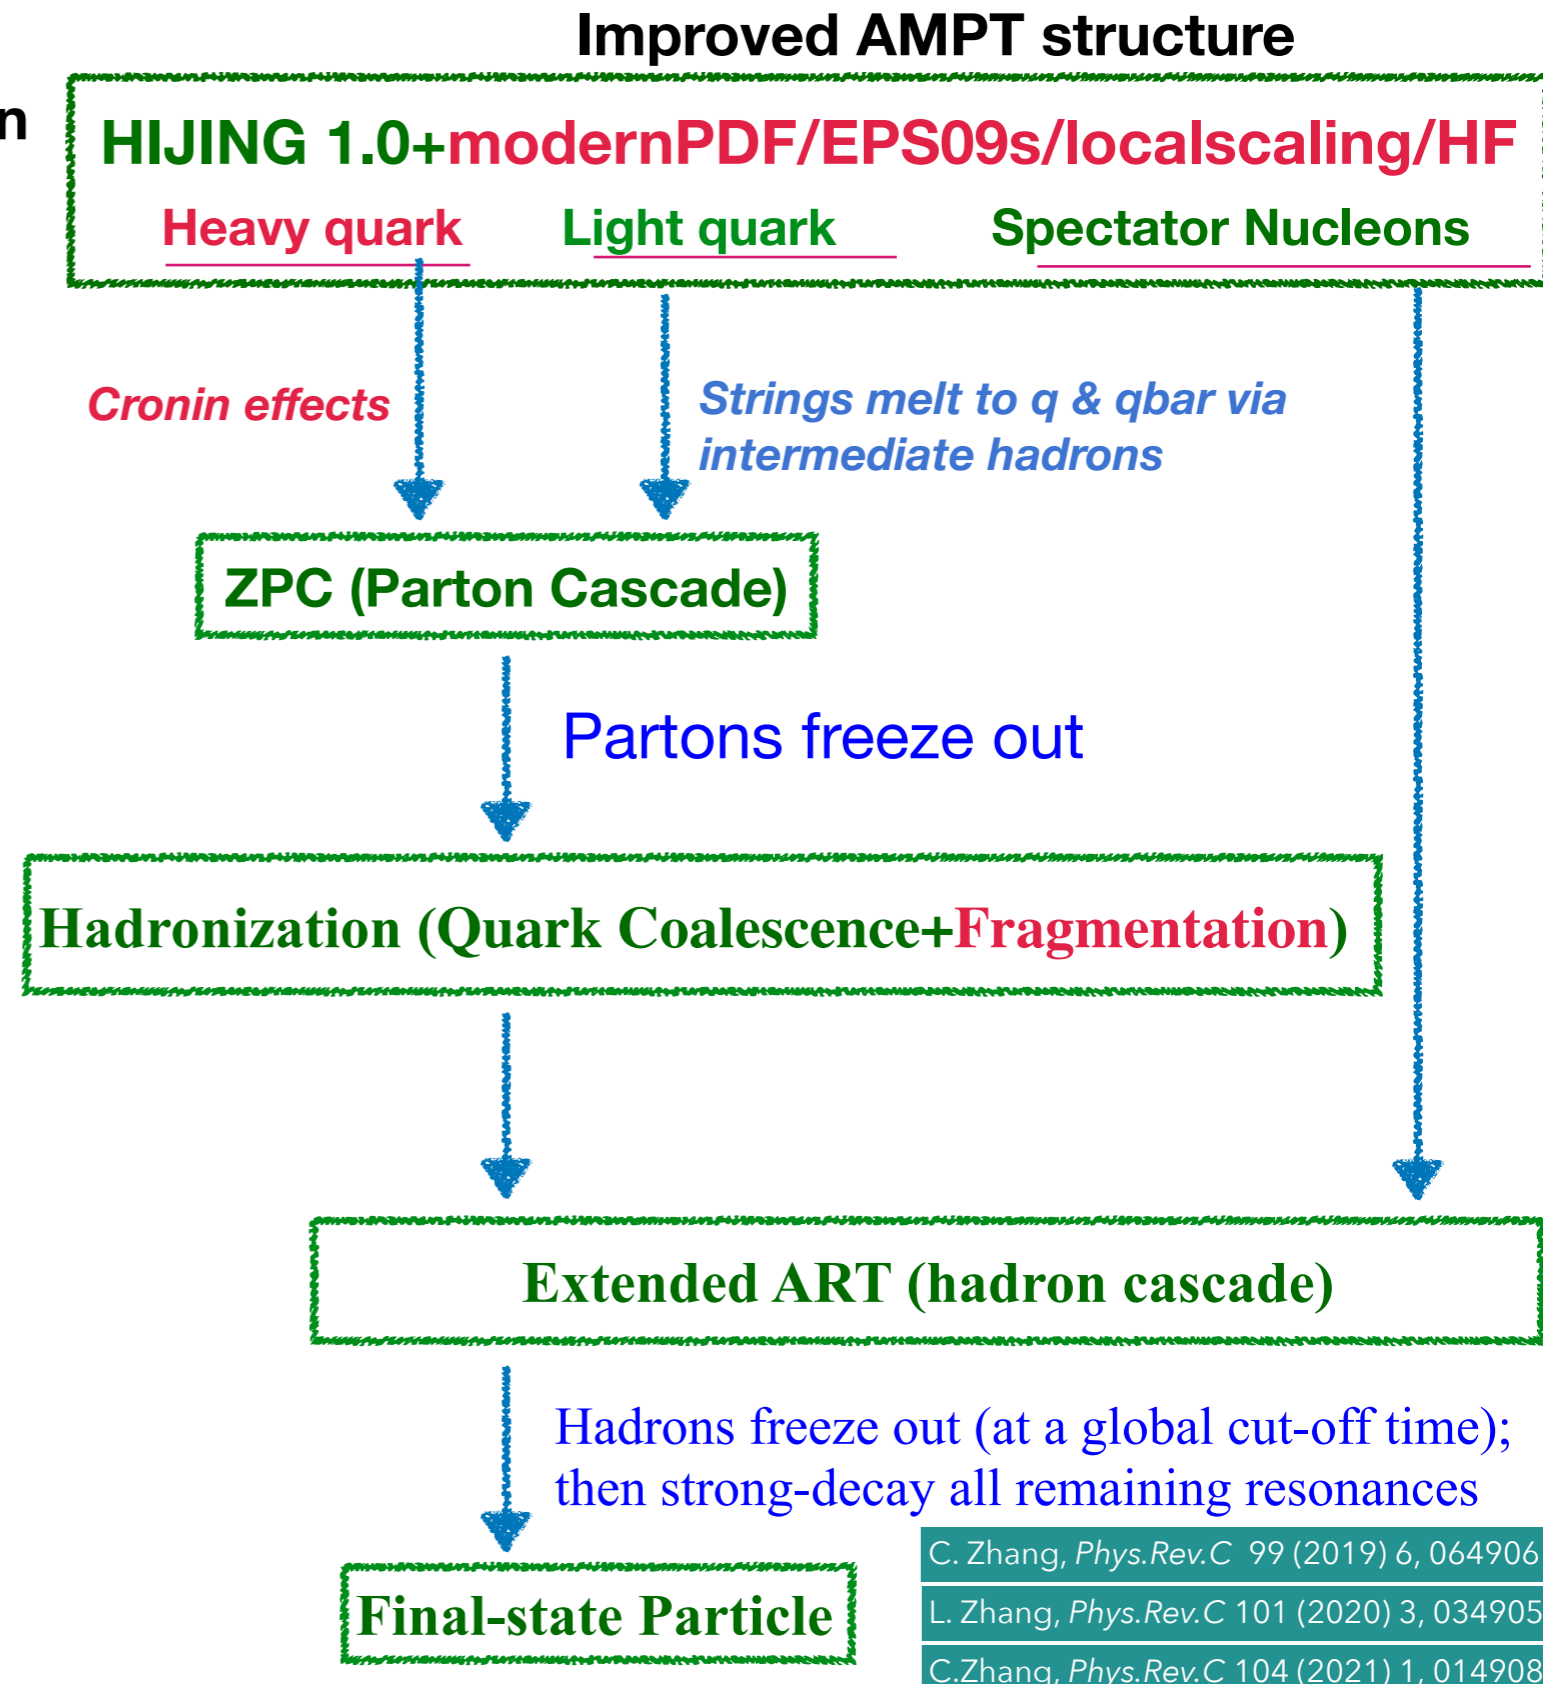 Improved AMPT structure
n
HIJING 1.0+modernPDF/EPS09s/localscaling/HF
Heavy quark Light quark Spectator Nucleons
Cronin effects
Strings melt to q & qbar via
intermediate hadrons
ZPC (Parton Cascade)
Partons freeze out
Hadronization (Quark Coalescence+Fragmentation)
Extended ART (hadron cascade)
Hadrons freeze out (at a global cut-off time);
then strong-decay all remaining resonances
Final-state Particle
C. Zhang, Phys.Rev.C 99 (2019) 6, 064906
L. Zhang, Phys.Rev.C 101 (2020) 3, 034905
C.Zhang, Phys.Rev.C 104 (2021) 1, 014908